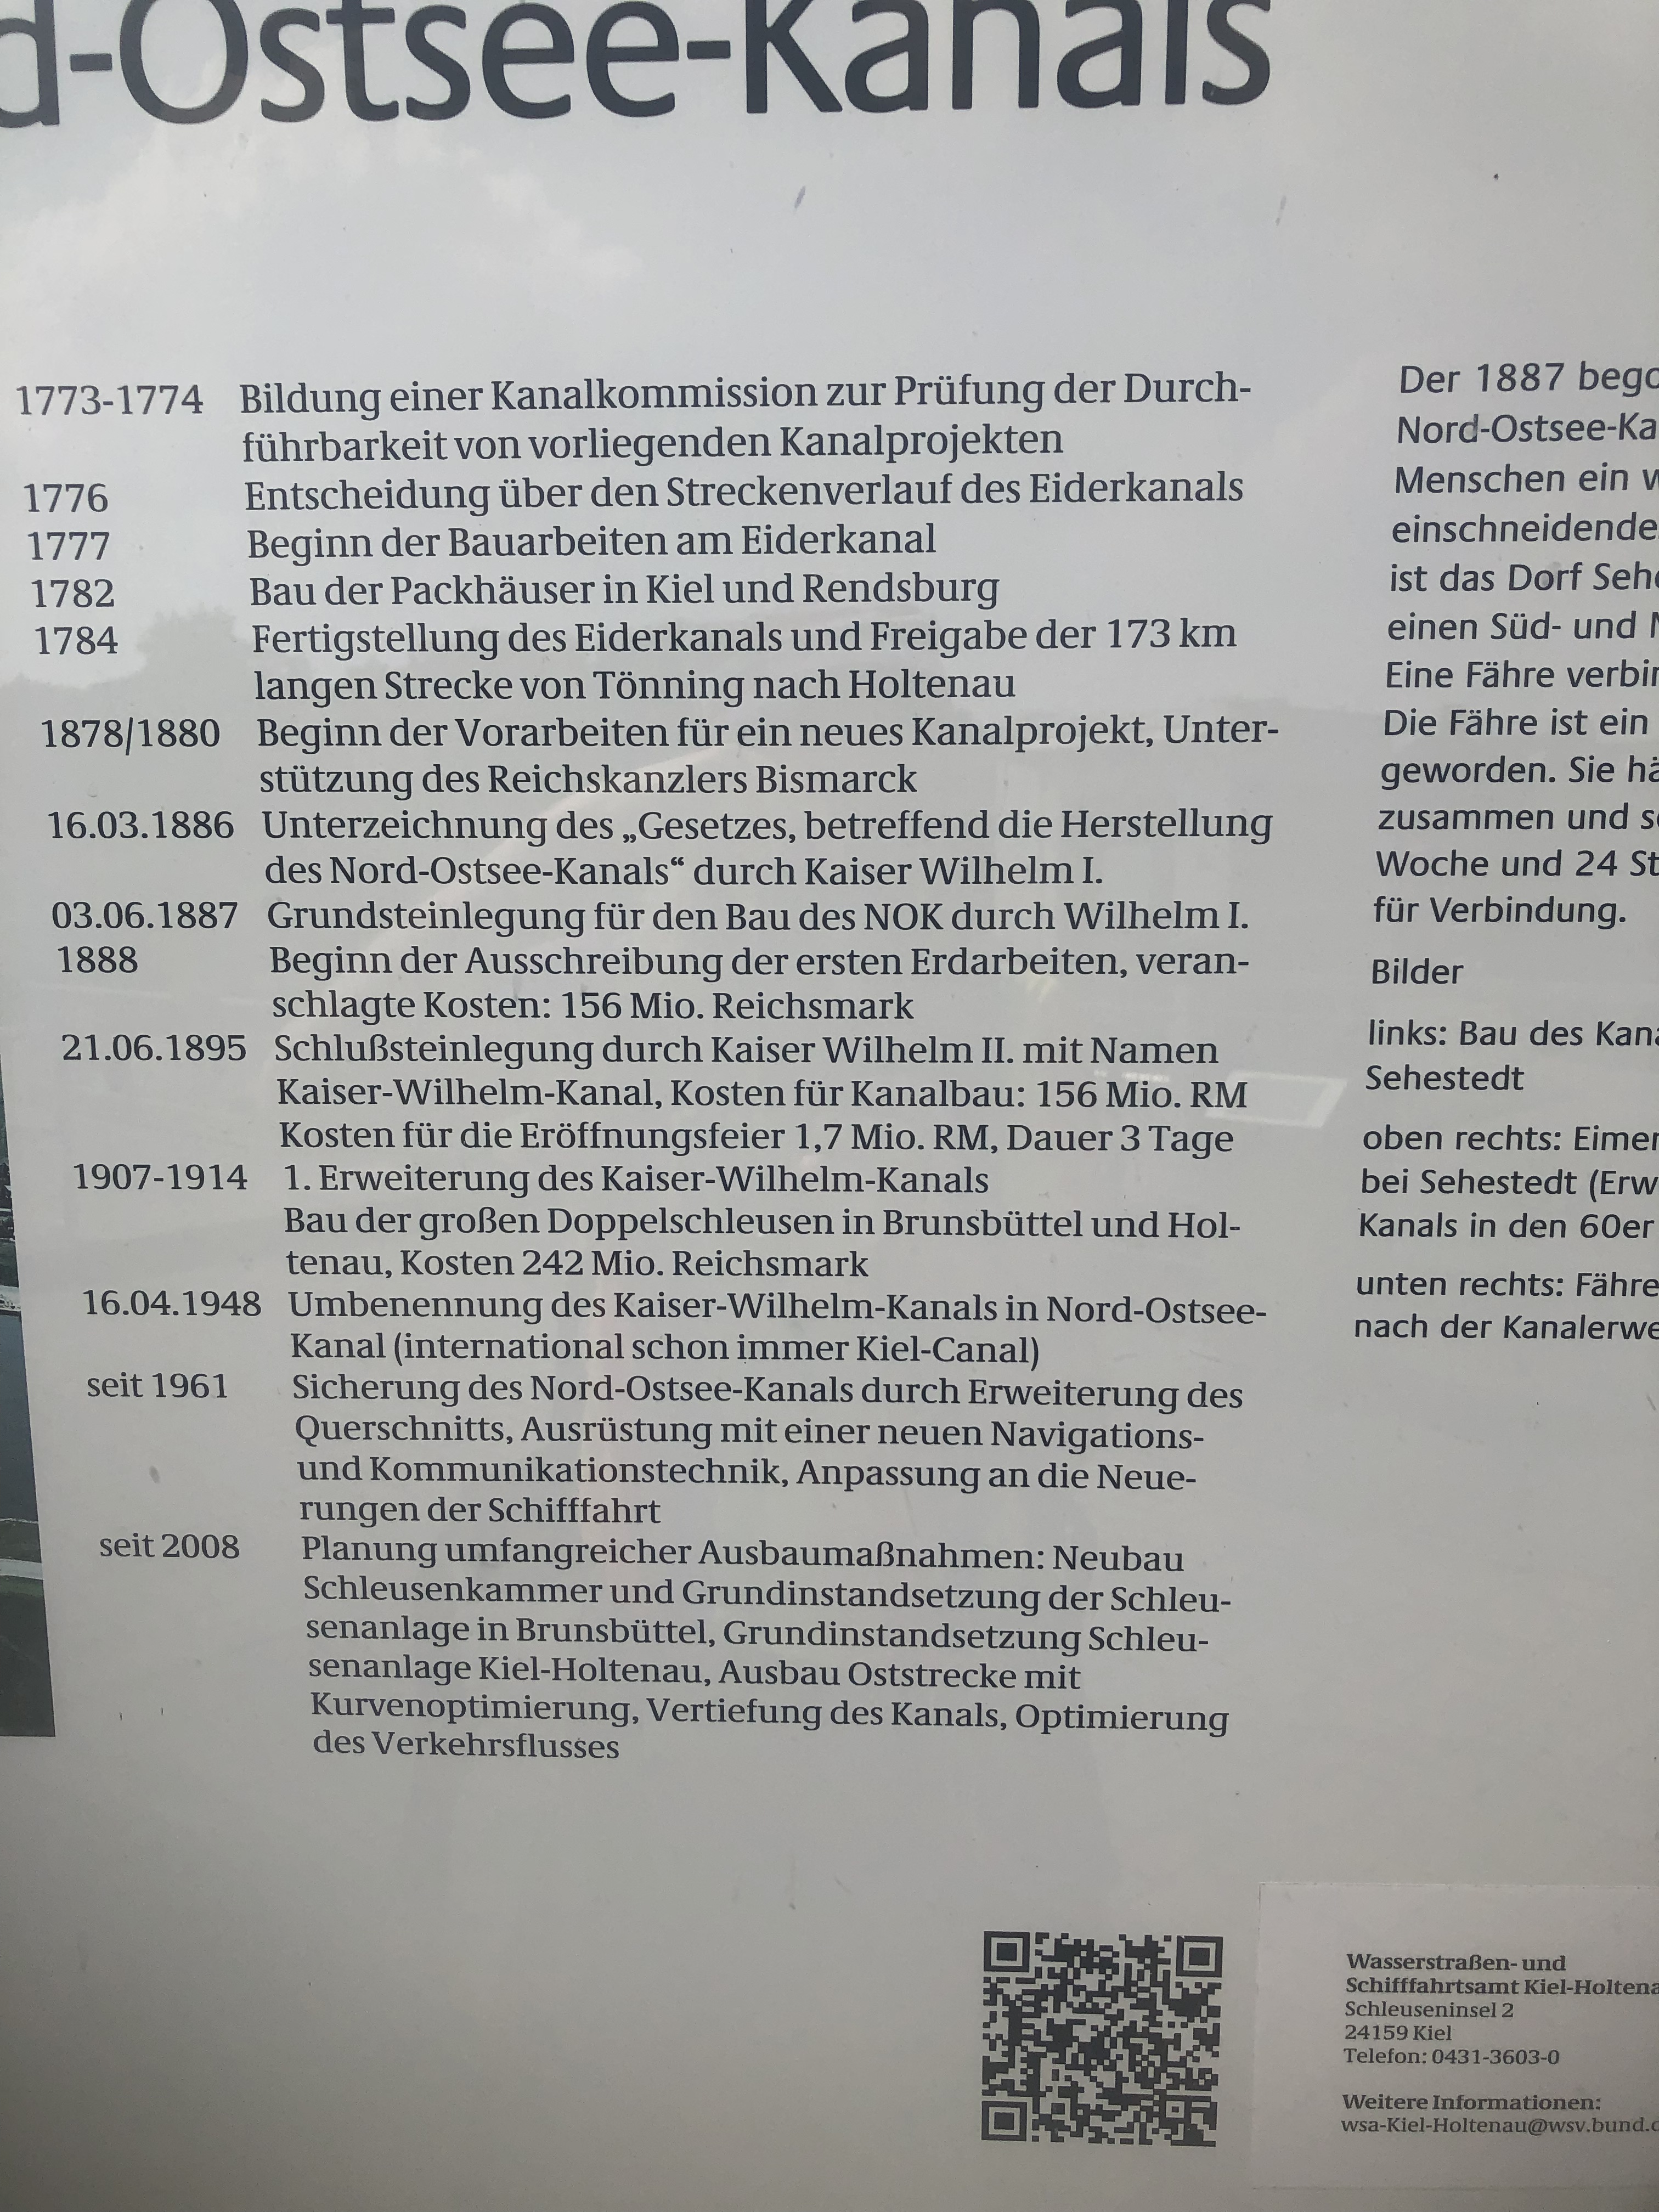 d-Ostsee-Kanals
1773-1774 Bildung einer Kanalkommission zur Prüfung der Durch-
führbarkeit von vorliegenden Kanalprojekten
1776 Entscheidung über den Streckenverlauf des Eiderkanals
1777 Beginn der Bauarbeiten am Eiderkanal
1782 Bau der Packhäuser in Kiel und Rendsburg
1784 Fertigstellung des Eiderkanals und Freigabe der 173 km
langen Strecke von Tönning nach Holtenau
1878/1880 Beginn der Vorarbeiten für ein neues Kanalprojekt, Unter-
stützung des Reichskanzlers Bismarck
16.03.1886 Unterzeichnung des „Gesetzes, betreffend die Herstellung
des Nord-Ostsee-Kanals“ durch Kaiser Wilhelm I.
03.06.1887 Grundsteinlegung für den Bau des NOK durch Wilhelm I.
1888 Beginn der Ausschreibung der ersten Erdarbeiten, veran-
schlagte Kosten: 156 Mio. Reichsmark
21.06.1895 Schlußsteinlegung durch Kaiser Wilhelm II. mit Namen
Kaiser-Wilhelm-Kanal, Kosten für Kanalbau: 156 Mio. RM
Kosten für die Eröffnungsfeier 1,7 Mio. RM, Dauer 3 Tage
1907-1914 1. Erweiterung des Kaiser-Wilhelm-Kanals
Bau der großen Doppelschleusen in Brunsbüttel und Hol-
tenau, Kosten 242 Mio. Reichsmark
16.04.1948 Umbenennung des Kaiser-Wilhelm-Kanals in Nord-Ostsee-
Kanal (international schon immer Kiel-Canal)
seit 1961 Sicherung des Nord-Ostsee-Kanals durch Erweiterung des
Querschnitts, Ausrüstung mit einer neuen Navigations-
und Kommunikationstechnik, Anpassung an die Neue-
rungen der Schifffahrt
seit 2008 Planung umfangreicher Ausbaumaßnahmen: Neubau
Schleusenkammer und Grundinstandsetzung der Schleu-
senanlage in Brunsbüttel, Grundinstandsetzung Schleu-
senanlage Kiel-Holtenau, Ausbau Oststrecke mit
Kurvenoptimierung, Vertiefung des Kanals, Optimierung
des Verkehrsflusses
Der 1887 bego
Nord-Ostsee-Ka
Menschen ein w
einschneidende
ist das Dorf Sehe
einen Süd- und N
Eine Fähre verbin
Die Fähre ist ein
geworden. Sie hä
zusammen und so
Woche und 24 St
für Verbindung.
Bilder
links: Bau des Kana
Sehestedt
oben rechts: Eimer
bei Sehestedt (Erw
Kanals in den 60er
unten rechts: Fähre
nach der Kanalerwe
Wasserstraßen- und
Schifffahrtsamt Kiel-Holtena
Schleuseninsel 2
24159 Kiel
Telefon: 0431-3603-0
Weitere Informationen:
wsa-Kiel-Holtenau@wsv.bund.d